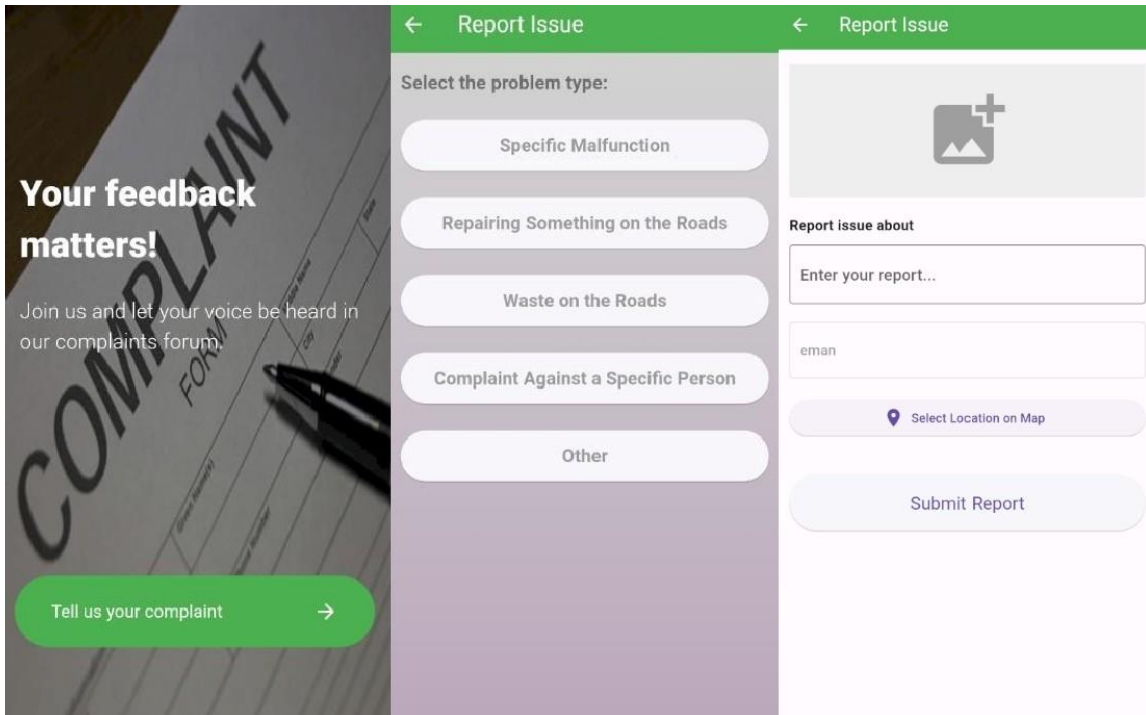 Your feedback
matters!
Join us and let your voice be heard in
our complaints forum.
COMPLAINT
FORM
Tell us your complaint
Report Issue
Select the problem type:
Specific Malfunction
Repairing Something on the Roads
Waste on the Roads
Complaint Against a Specific Person
Other
Report Issue
Report issue about
Enter your report...
eman
Select Location on Map
Submit Report